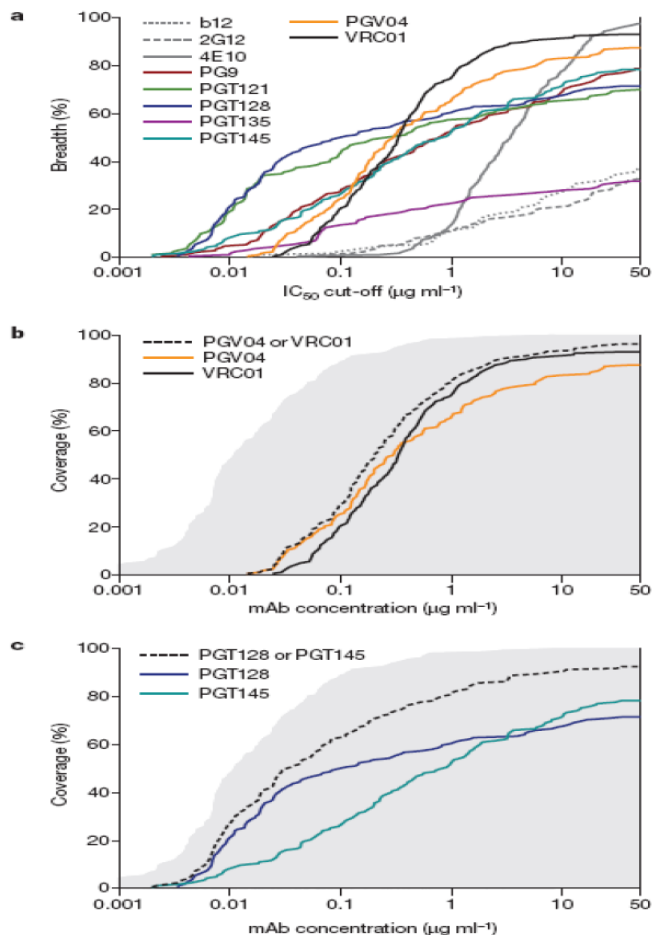 a
b12
2G12
4E10
PG9
PGT121
PGT128
PGT135
PGT145
PGV04
VRC01
Breadth (%)
100
80
60
40
20
0
0.001
0.01
0.1
1
10
50
IC50 cut-off (μg ml−1)
b
PGV04 or VRC01
PGV04
VRC01
Coverage (%)
100
80
60
40
20
0
0.001
0.01
0.1
1
10
50
mAb concentration (μg ml−1)
c
PGT128 or PGT145
PGT128
PGT145
Coverage (%)
100
80
60
40
20
0
0.001
0.01
0.1
1
10
50
mAb concentration (μg ml−1)